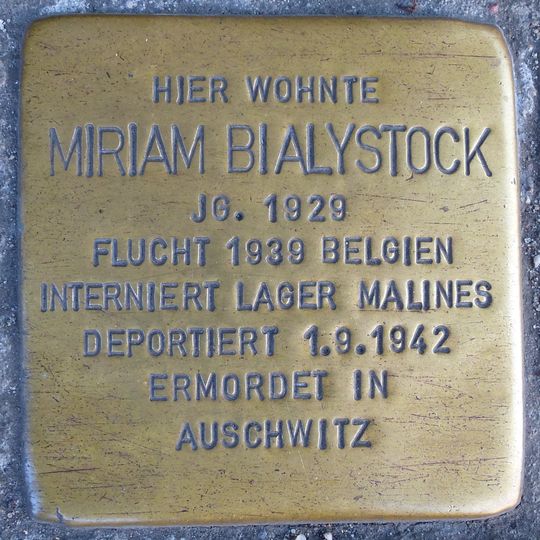 HIER WOHNTE
MIRIAM BIALYSTOCK
JG. 1929
FLUCHT 1939 BELGIEN
INTERNIERT LAGER MALINES
DEPORTIERT 1.9.1942
ERMORDET IN
AUSCHWITZ